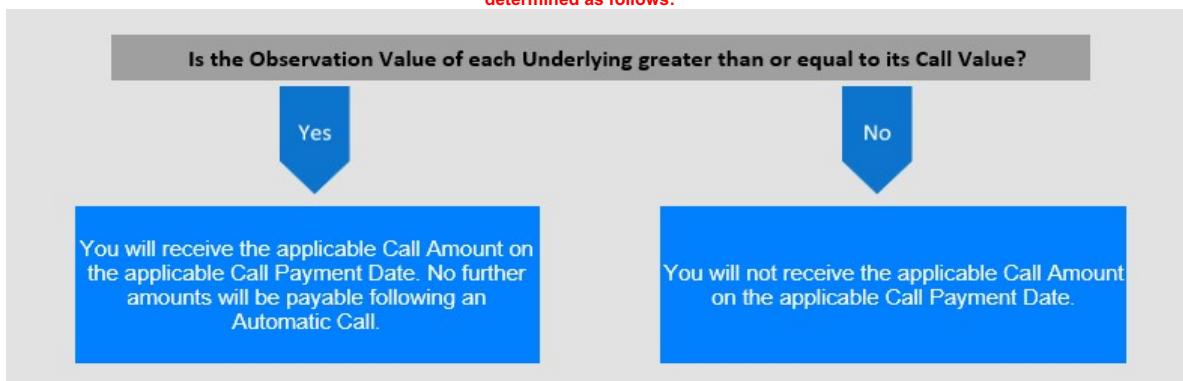 determined as follows:
Is the Observation Value of each Underlying greater than or equal to its Call Value?
Yes
No
You will receive the applicable Call Amount on
the applicable Call Payment Date. No further
amounts will be payable following an
Automatic Call.
You will not receive the applicable Call Amount
on the applicable Call Payment Date.